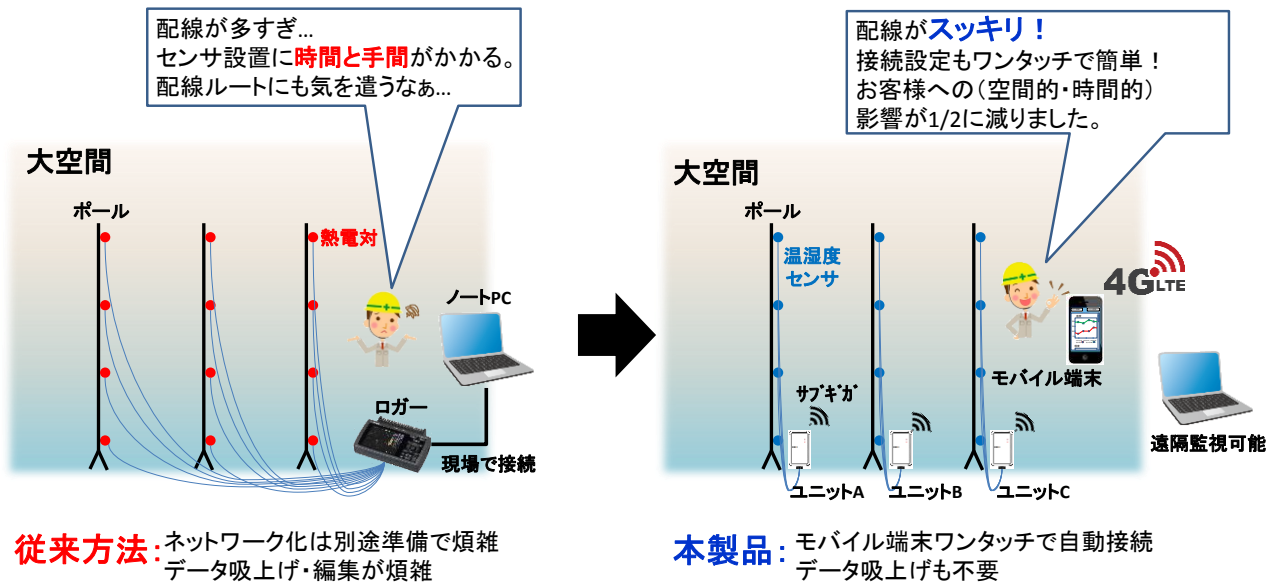 配線が多すぎ…
センサ設置に時間と手間がかかる。
配線ルートにも気を遣うなぁ…
大空間
ポール
熱電対
ノートPC
ロガー
現場で接続
従来方法：ネットワーク化は別途準備で煩雑
データ吸上げ・編集が煩雑
配線がスッキリ！
接続設定もワンタッチで簡単！
お客様への（空間的・時間的）
影響が1/2に減りました。
大空間
ポール
温湿度
センサ
4G LTE
モバイル端末
サブギガ
遠隔監視可能
ユニットA
ユニットB
ユニットC
本製品：モバイル端末ワンタッチで自動接続
データ吸上げも不要